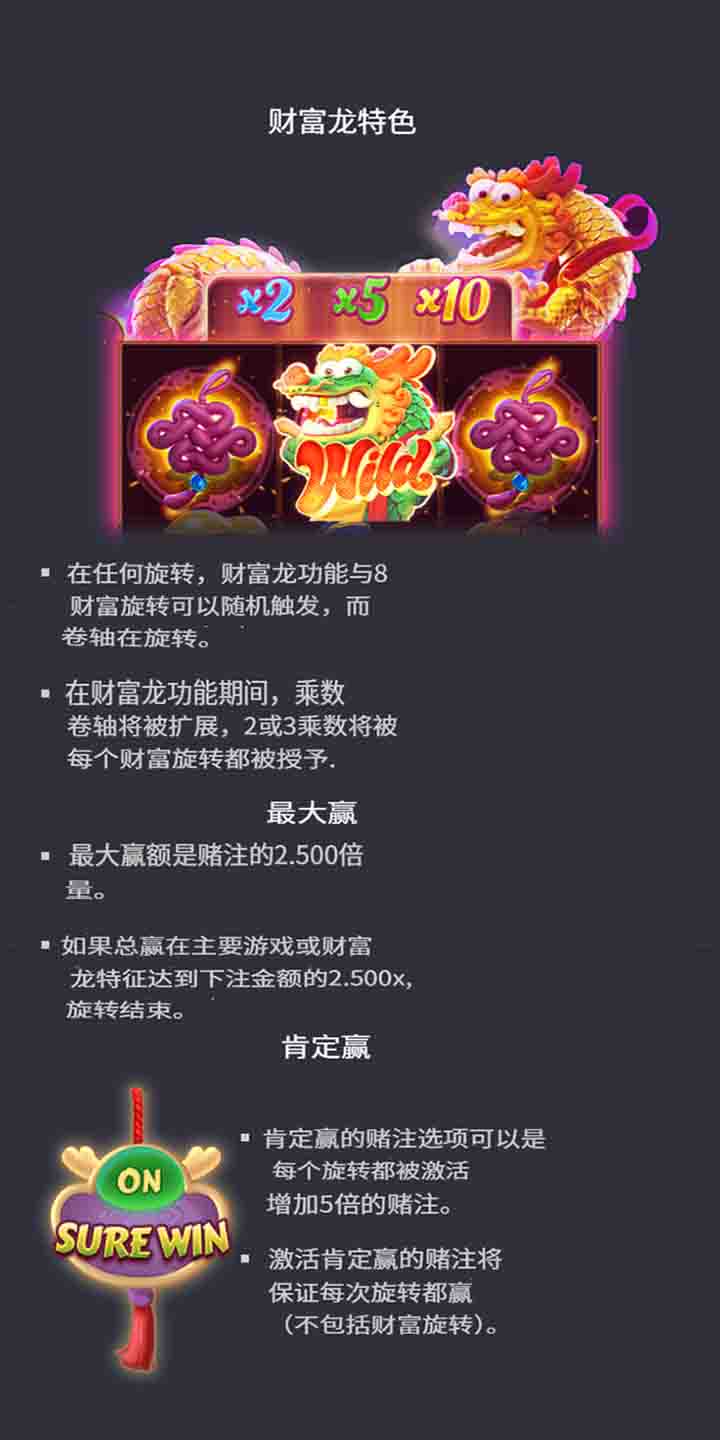 财富龙特色
x2 x5 x10
Wild
▪ 在任何旋转，财富龙功能与8
财富旋转可以随机触发，而
卷轴在旋转。
▪ 在财富龙功能期间，乘数
卷轴将被扩展，2或3乘数将被
每个财富旋转都被授予.
最大赢
▪ 最大赢额是赌注的2.500倍
量。
▪ 如果总赢在主要游戏或财富
龙特征达到下注金额的2.500x,
旋转结束。
肯定赢
ON
SURE WIN
▪ 肯定赢的赌注选项可以是
每个旋转都被激活
增加5倍的赌注。
▪ 激活肯定赢的赌注将
保证每次旋转都赢
（不包括财富旋转）。